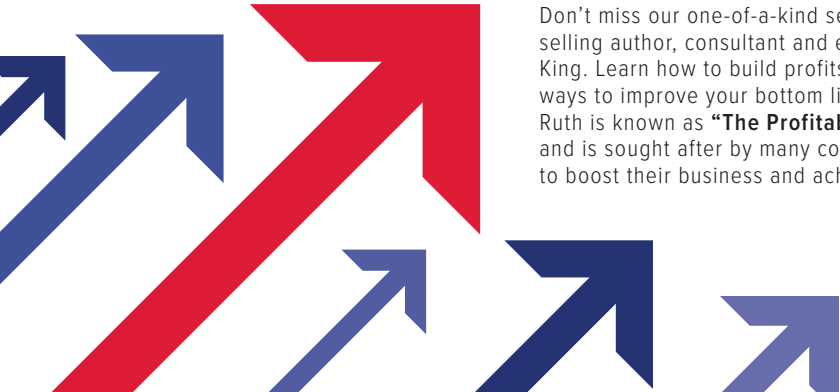 Don’t miss our one-of-a-kind se
selling author, consultant and e
King. Learn how to build profits
ways to improve your bottom li
Ruth is known as “The Profitab
and is sought after by many co
to boost their business and ach